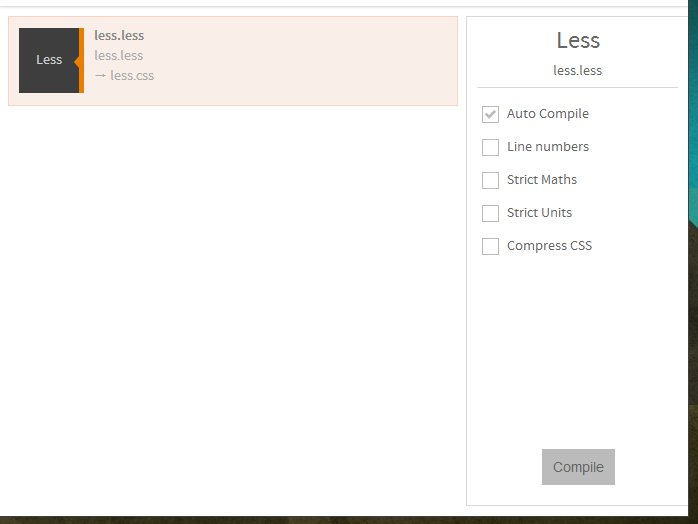 Less
less.less
less.less
→ less.css
Less
less.less
Auto Compile
Line numbers
Strict Maths
Strict Units
Compress CSS
Compile